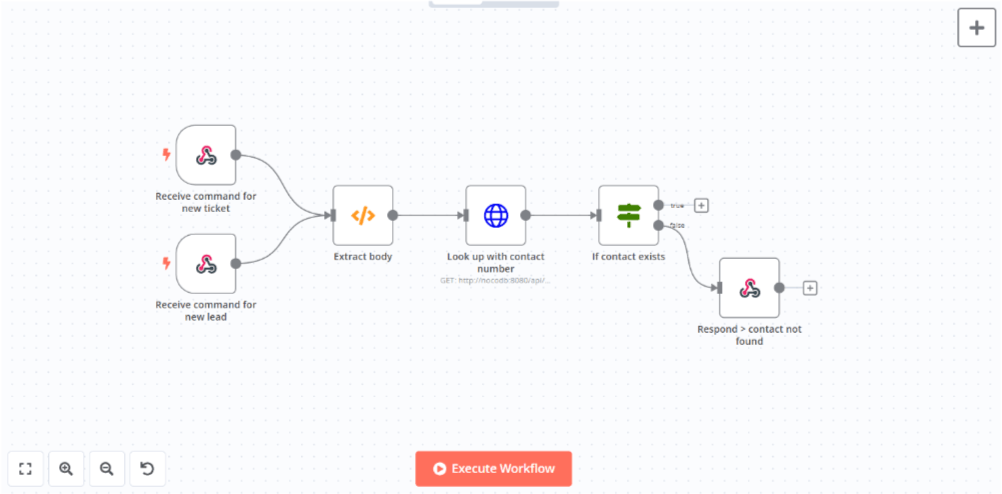 Receive command for
new ticket
Receive command for
new lead
Extract body
Look up with contact
number
GET: http://nocodb:8080/api/...
If contact exists
true
false
Respond > contact not
found
Execute Workflow